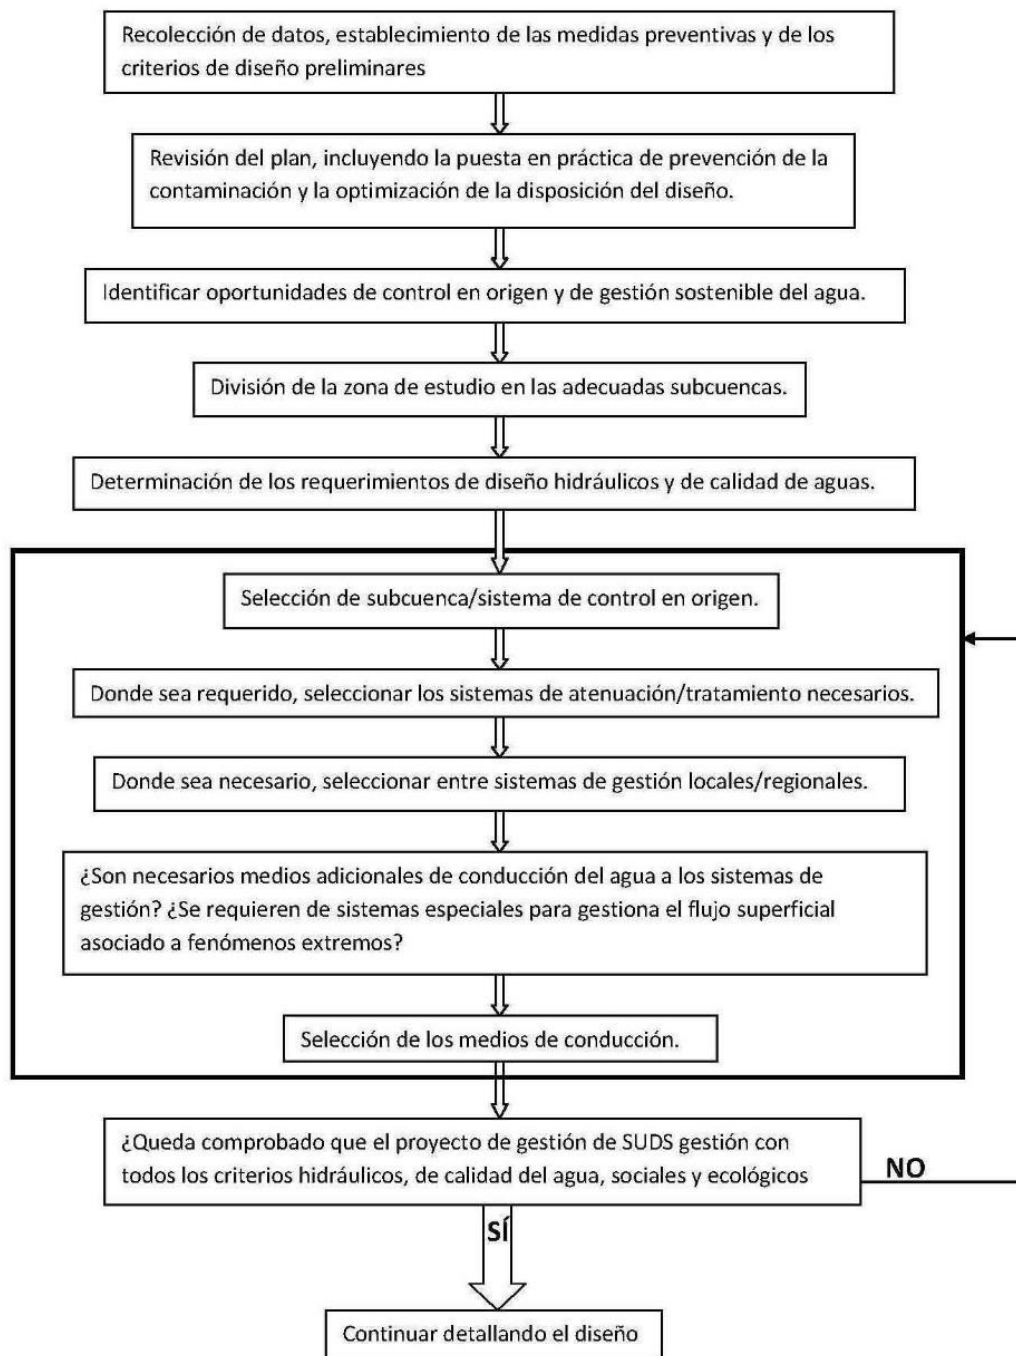 Recolección de datos, establecimiento de las medidas preventivas y de los
criterios de diseño preliminares
Revisión del plan, incluyendo la puesta en práctica de prevención de la
contaminación y la optimización de la disposición del diseño.
Identificar oportunidades de control en origen y de gestión sostenible del agua.
División de la zona de estudio en las adecuadas subcuencas.
Determinación de los requerimientos de diseño hidráulicos y de calidad de aguas.
Selección de subcuenca/sistema de control en origen.
Donde sea requerido, seleccionar los sistemas de atenuación/tratamiento necesarios.
Donde sea necesario, seleccionar entre sistemas de gestión locales/regionales.
¿Son necesarios medios adicionales de conducción del agua a los sistemas de
gestión? ¿Se requieren de sistemas especiales para gestiona el flujo superficial
asociado a fenómenos extremos?
Selección de los medios de conducción.
¿Queda comprobado que el proyecto de gestión de SUDS gestión con
todos los criterios hidráulicos, de calidad del agua, sociales y ecológicos
NO
SÍ
Continuar detallando el diseño